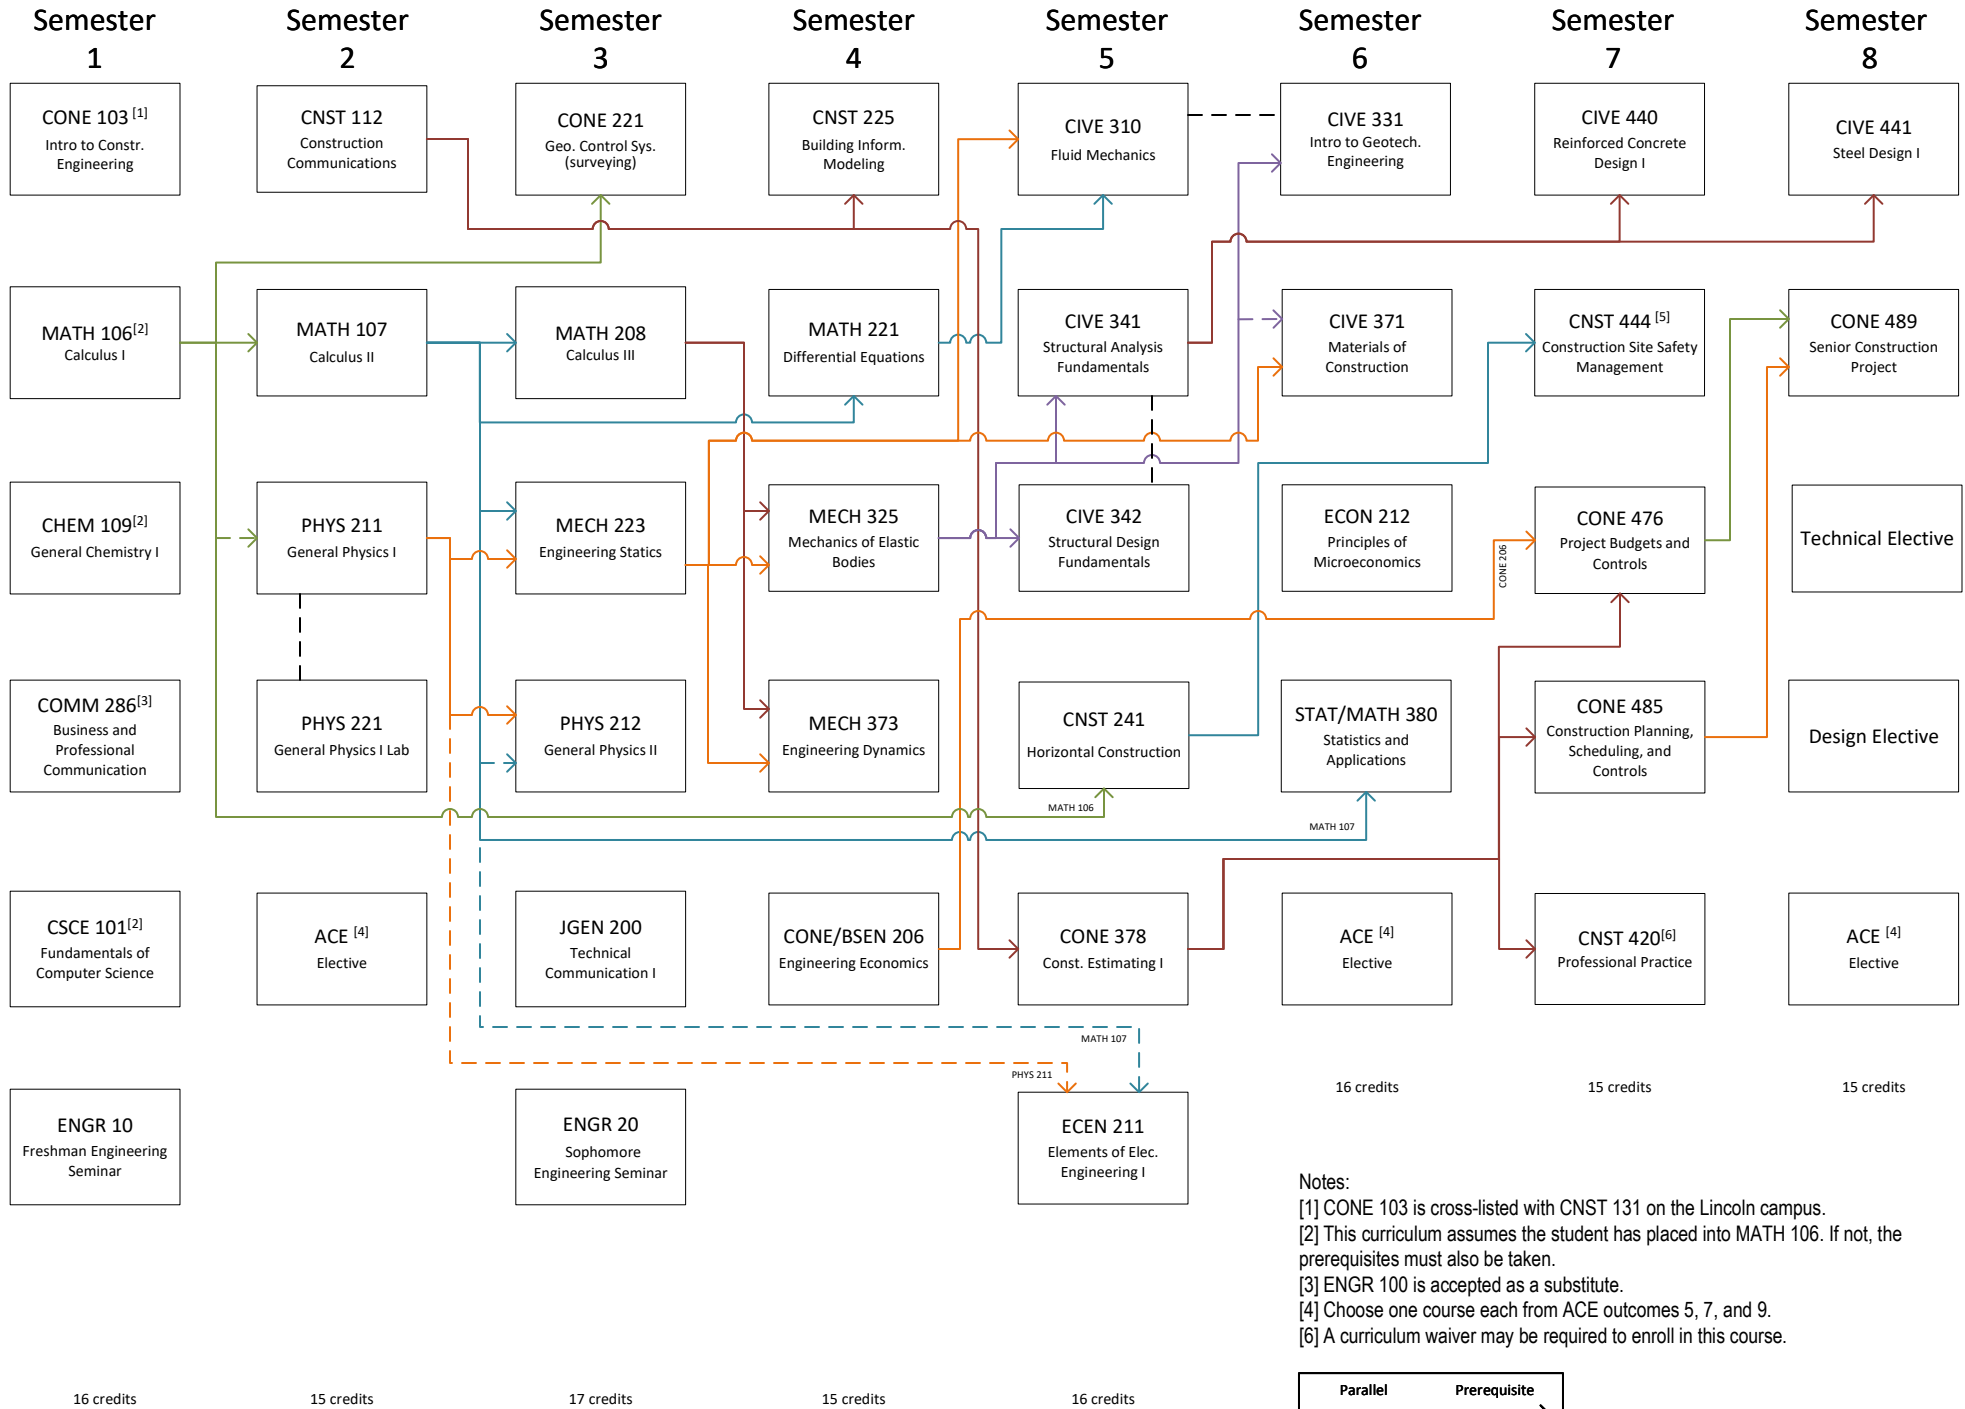 Semester
1
Semester
2
Semester
3
Semester
4
Semester
5
Semester
6
Semester
7
Semester
8
CONE 103 [1]
Intro to Constr.
Engineering
CNST 112
Construction
Communications
CONE 221
Geo. Control Sys.
(surveying)
CNST 225
Building Inform.
Modeling
CIVE 310
Fluid Mechanics
CIVE 331
Intro to Geotech.
Engineering
CIVE 440
Reinforced Concrete
Design I
CIVE 441
Steel Design I
MATH 106[2]
Calculus I
MATH 107
Calculus II
MATH 208
Calculus III
MATH 221
Differential Equations
CIVE 341
Structural Analysis
Fundamentals
CIVE 371
Materials of
Construction
CNST 444 [5]
Construction Site Safety
Management
CONE 489
Senior Construction
Project
CHEM 109[2]
General Chemistry I
PHYS 211
General Physics I
MECH 223
Engineering Statics
MECH 325
Mechanics of Elastic
Bodies
CIVE 342
Structural Design
Fundamentals
ECON 212
Principles of
Microeconomics
CONE 206
CONE 476
Project Budgets and
Controls
Technical Elective
COMM 286[3]
Business and
Professional
Communication
PHYS 221
General Physics I Lab
PHYS 212
General Physics II
MECH 373
Engineering Dynamics
CNST 241
Horizontal Construction
STAT/MATH 380
Statistics and
Applications
CONE 485
Construction Planning,
Scheduling, and
Controls
Design Elective
MATH 106
MATH 107
CSCE 101[2]
Fundamentals of
Computer Science
ACE [4]
Elective
JGEN 200
Technical
Communication I
CONE/BSEN 206
Engineering Economics
CONE 378
Const. Estimating I
ACE [4]
Elective
CNST 420[6]
Professional Practice
ACE [4]
Elective
MATH 107
PHYS 211
16 credits
15 credits
15 credits
ENGR 10
Freshman Engineering
Seminar
ENGR 20
Sophomore
Engineering Seminar
ECEN 211
Elements of Elec.
Engineering I
Notes:
[1] CONE 103 is cross-listed with CNST 131 on the Lincoln campus.
[2] This curriculum assumes the student has placed into MATH 106. If not, the
prerequisites must also be taken.
[3] ENGR 100 is accepted as a substitute.
[4] Choose one course each from ACE outcomes 5, 7, and 9.
[6] A curriculum waiver may be required to enroll in this course.
Parallel
Prerequisite
16 credits
15 credits
17 credits
15 credits
16 credits